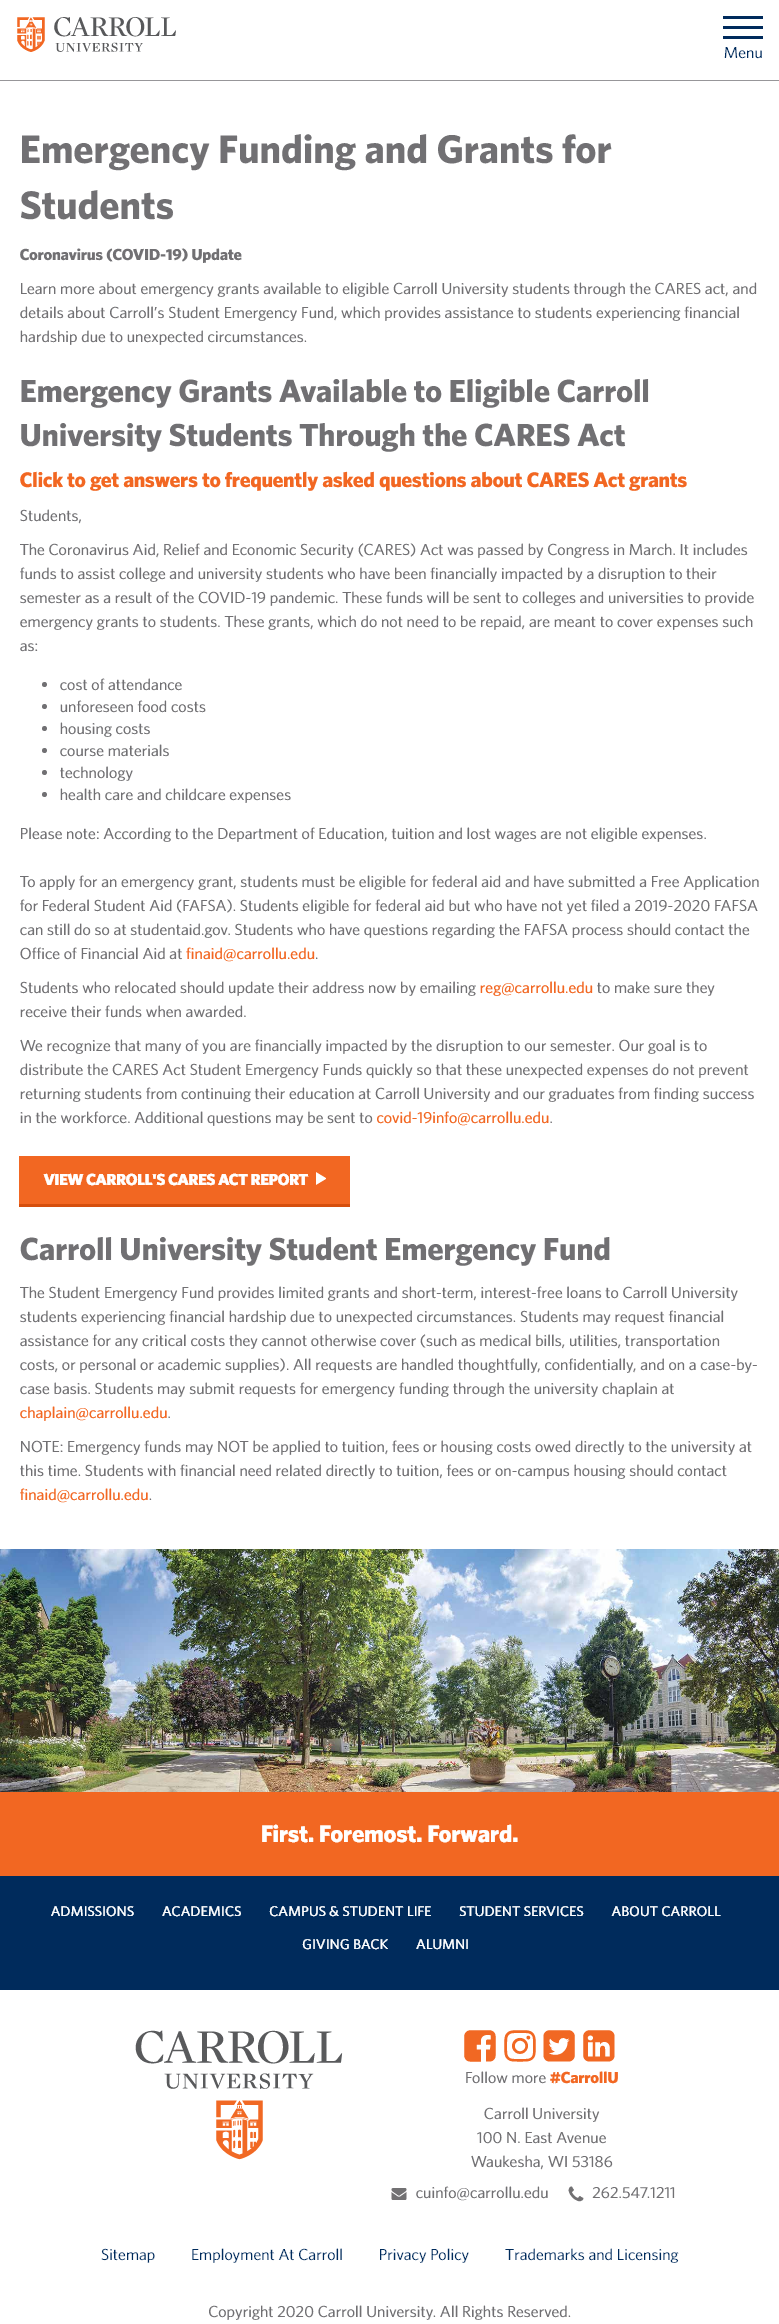 CARROLL
UNIVERSITY
Menu
Emergency Funding and Grants for
Students
Coronavirus (COVID-19) Update
Learn more about emergency grants available to eligible Carroll University students through the CARES act, and
details about Carroll’s Student Emergency Fund, which provides assistance to students experiencing financial
hardship due to unexpected circumstances.
Emergency Grants Available to Eligible Carroll
University Students Through the CARES Act
Click to get answers to frequently asked questions about CARES Act grants
Students,
The Coronavirus Aid, Relief and Economic Security (CARES) Act was passed by Congress in March. It includes
funds to assist college and university students who have been financially impacted by a disruption to their
semester as a result of the COVID-19 pandemic. These funds will be sent to colleges and universities to provide
emergency grants to students. These grants, which do not need to be repaid, are meant to cover expenses such
as:
• cost of attendance
• unforeseen food costs
• housing costs
• course materials
• technology
• health care and childcare expenses
Please note: According to the Department of Education, tuition and lost wages are not eligible expenses.
To apply for an emergency grant, students must be eligible for federal aid and have submitted a Free Application
for Federal Student Aid (FAFSA). Students eligible for federal aid but who have not yet filed a 2019-2020 FAFSA
can still do so at studentaid.gov. Students who have questions regarding the FAFSA process should contact the
Office of Financial Aid at finaid@carrollu.edu.
Students who relocated should update their address now by emailing reg@carrollu.edu to make sure they
receive their funds when awarded.
We recognize that many of you are financially impacted by the disruption to our semester. Our goal is to
distribute the CARES Act Student Emergency Funds quickly so that these unexpected expenses do not prevent
returning students from continuing their education at Carroll University and our graduates from finding success
in the workforce. Additional questions may be sent to covid-19info@carrollu.edu.
VIEW CARROLL'S CARES ACT REPORT
Carroll University Student Emergency Fund
The Student Emergency Fund provides limited grants and short-term, interest-free loans to Carroll University
students experiencing financial hardship due to unexpected circumstances. Students may request financial
assistance for any critical costs they cannot otherwise cover (such as medical bills, utilities, transportation
costs, or personal or academic supplies). All requests are handled thoughtfully, confidentially, and on a case-by-
case basis. Students may submit requests for emergency funding through the university chaplain at
chaplain@carrollu.edu.
NOTE: Emergency funds may NOT be applied to tuition, fees or housing costs owed directly to the university at
this time. Students with financial need related directly to tuition, fees or on-campus housing should contact
finaid@carrollu.edu.
First. Foremost. Forward.
ADMISSIONS ACADEMICS CAMPUS & STUDENT LIFE STUDENT SERVICES ABOUT CARROLL
GIVING BACK ALUMNI
CARROLL
UNIVERSITY
Follow more #CarrollU
Carroll University
100 N. East Avenue
Waukesha, WI 53186
cuinfo@carrollu.edu 262.547.1211
Sitemap Employment At Carroll Privacy Policy Trademarks and Licensing
Copyright 2020 Carroll University. All Rights Reserved.